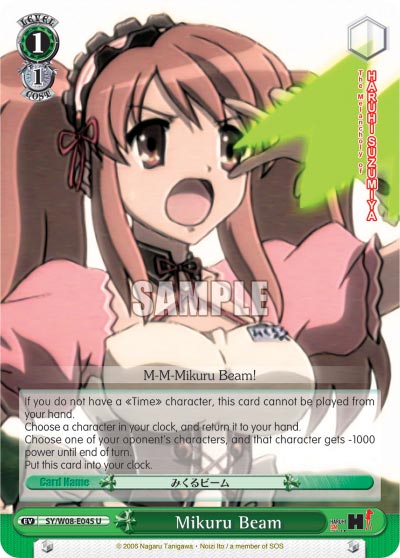 LEVEL
1
1
COST
The Melancholy of
HARUHI SUZUMIYA
SAMPLE
M-M-Mikuru Beam!
If you do not have a «Time» character, this card cannot be played from
your hand.
Choose a character in your clock, and return it to your hand.
Choose one of your oponent's characters, and that character gets -1000
power until end of turn.
Put this card into your clock.
Card Name みくるビーム
EV SY/W08-E045 U Mikuru Beam
© 2006 Nagaru Tanigawa • Noizi Ito / a member of SOS